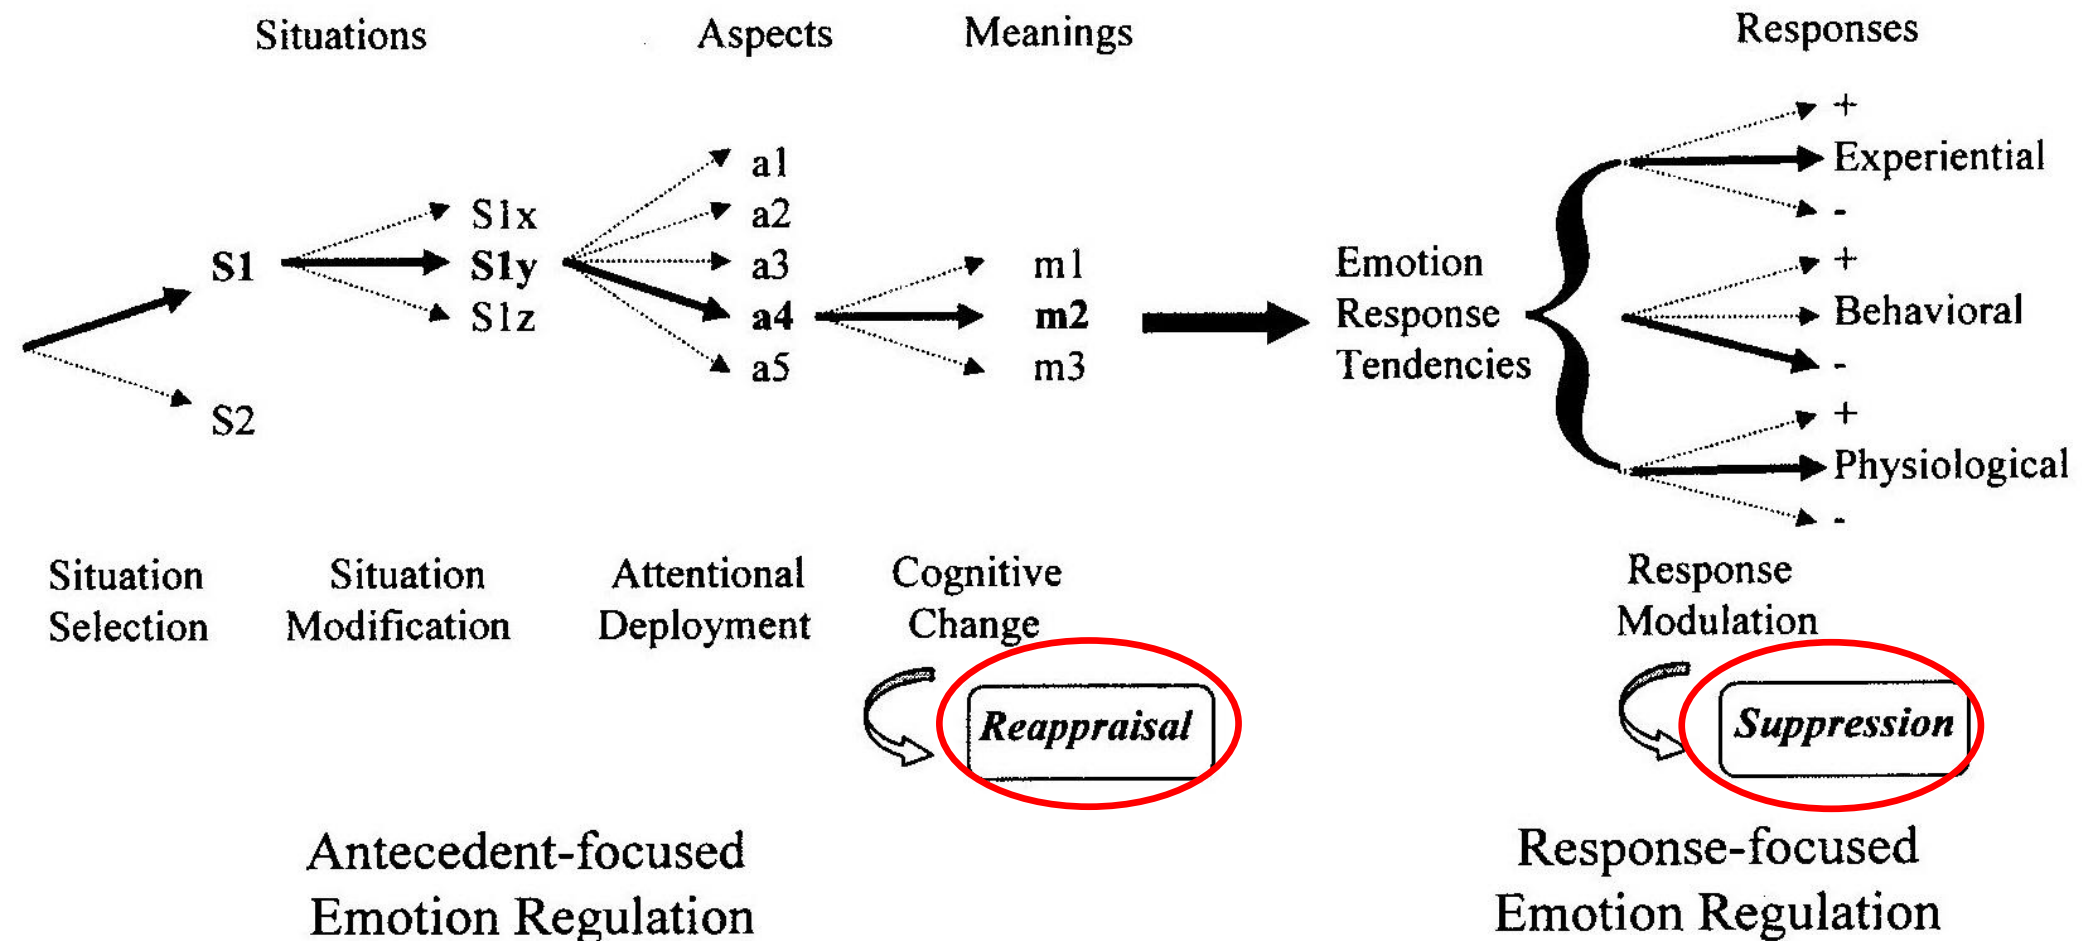 Situations
Aspects
Meanings
Responses
+
Experiential
-
a1
a2
a3
a4
a5
S1x
S1y
S1z
S1
S2
m1
m2
m3
Emotion
Response
Tendencies
+
Behavioral
-
+
Physiological
-
Situation
Selection
Situation
Modification
Attentional
Deployment
Cognitive
Change
Response
Modulation
Reappraisal
Suppression
Antecedent-focused
Emotion Regulation
Response-focused
Emotion Regulation